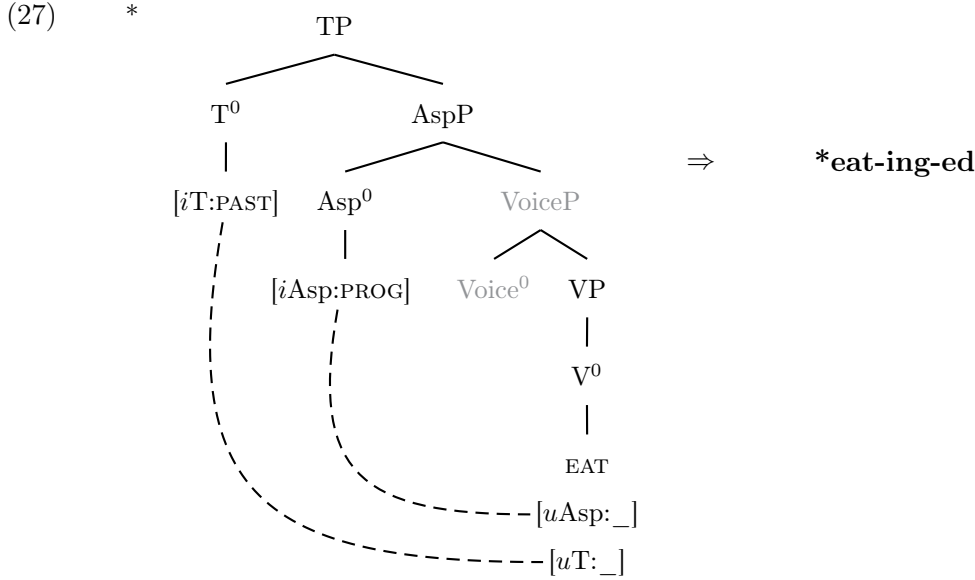 (27) *
TP
T⁰ AspP
⇒ *eat-ing-ed
[iT:PAST] Asp⁰ VoiceP
[iAsp:PROG] Voice⁰ VP
V⁰
EAT
[uAsp:_]
[uT:_]